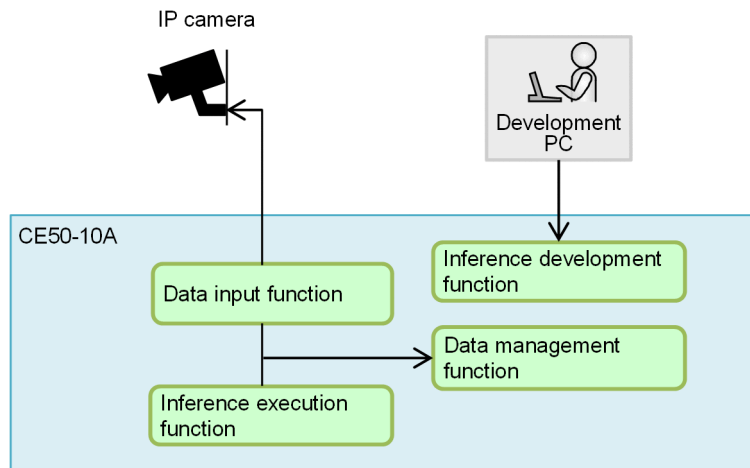 IP camera
Development
PC
CE50-10A
Inference development
function
Data input function
Data management
function
Inference execution
function